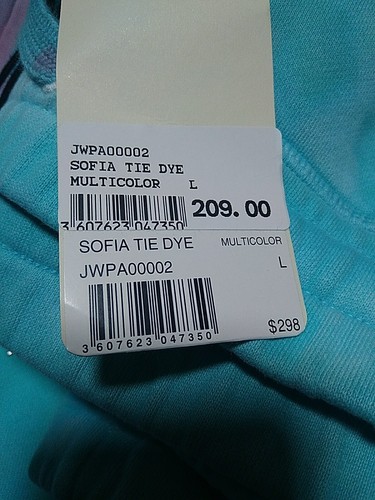 JWPA00002
SOFIA TIE DYE
MULTICOLOR L
209.00
3 607623 047350
SOFIA TIE DYE MULTICOLOR
JWPA00002 L
$298
3 607623 047350